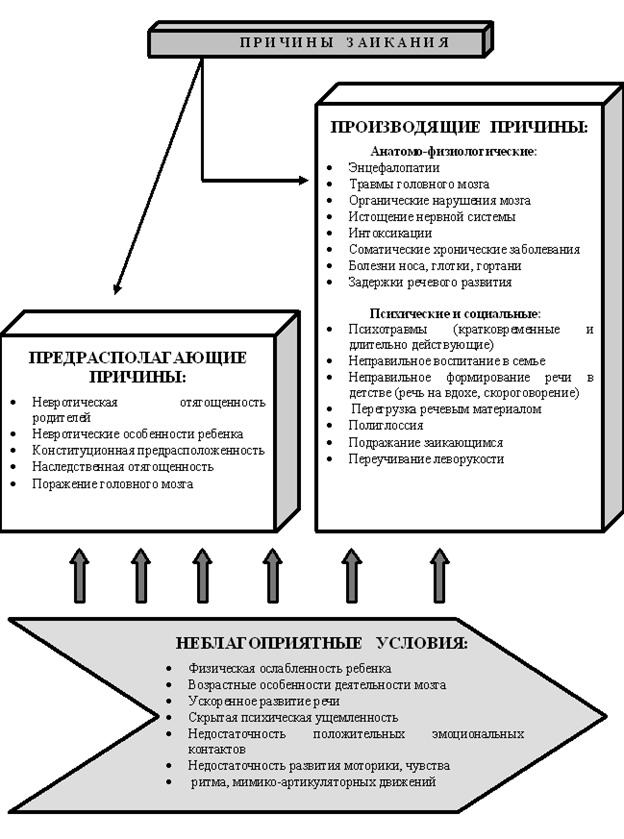 ПРИЧИНЫ ЗАИКАНИЯ
ПРОИЗВОДЯЩИЕ ПРИЧИНЫ:
Анатомо-физиологические:
• Энцефалопатии
• Травмы головного мозга
• Органические нарушения мозга
• Истощение нервной системы
• Интоксикации
• Соматические хронические заболевания
• Болезни носа, глотки, гортани
• Задержки речевого развития
Психические и социальные:
• Психотравмы (кратковременные и
длительно действующие)
• Неправильное воспитание в семье
• Неправильное формирование речи в
детстве (речь на вдохе, скороговорение)
• Перегрузка речевым материалом
• Полиглоссия
• Подражание заикающимся
• Переучивание леворукости
ПРЕДРАСПОЛАГАЮЩИЕ
ПРИЧИНЫ:
• Невротическая отягощенность
родителей
• Невротические особенности ребенка
• Конституционная предрасположенность
• Наследственная отягощенность
• Поражение головного мозга
НЕБЛАГОПРИЯТНЫЕ УСЛОВИЯ:
• Физическая ослабленность ребенка
• Возрастные особенности деятельности мозга
• Ускоренное развитие речи
• Скрытая психическая ущемленность
• Недостаточность положительных эмоциональных
контактов
• Недостаточность развития моторики, чувства
• ритма, мимико-артикуляторных движений